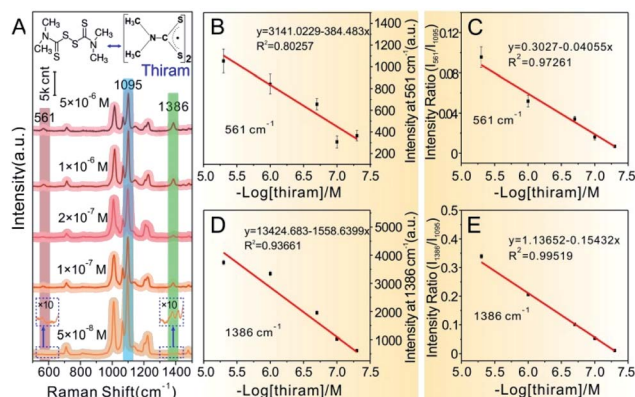 A
CH₃
H₃C N S S S
S N CH₃
CH₃
H₃C
N C S
H₃C S 2
Thiram
5k cnt
561
1095
1386
5×10⁻⁶ M
1×10⁻⁶ M
2×10⁻⁷ M
1×10⁻⁷ M
×10
×10
5×10⁻⁸ M
Intensity(a.u.)
600 800 1000 1200 1400
Raman Shift(cm⁻¹)
B
y=3141.0229-384.483x
R²=0.80257
561 cm⁻¹
5.0 5.5 6.0 6.5 7.0 7.5
-Log[thiram]/M
1400
1200
1000
800
600
400
200
0
Intensity at 561 cm⁻¹(a.u.)
C
y=0.3027-0.04055x
R²=0.97261
561 cm⁻¹
0.12
0.08
0.04
0
Intensity Ratio (I₅₆₁/I₁₀₉₅)
5.0 5.5 6.0 6.5 7.0 7.5
-Log[thiram]/M
D
y=13424.683-1558.6399x
R²=0.93661
1386 cm⁻¹
5.0 5.5 6.0 6.5 7.0 7.5
-Log[thiram]/M
5000
4000
3000
2000
1000
0
Intensity at 1386 cm⁻¹(a.u.)
E
y=1.13652-0.15432x
R²=0.99519
1386 cm⁻¹
0.5
0.4
0.3
0.2
0.1
0
Intensity Ratio (I₁₃₈₆/I₁₀₉₅)
5.0 5.5 6.0 6.5 7.0 7.5
-Log[thiram]/M